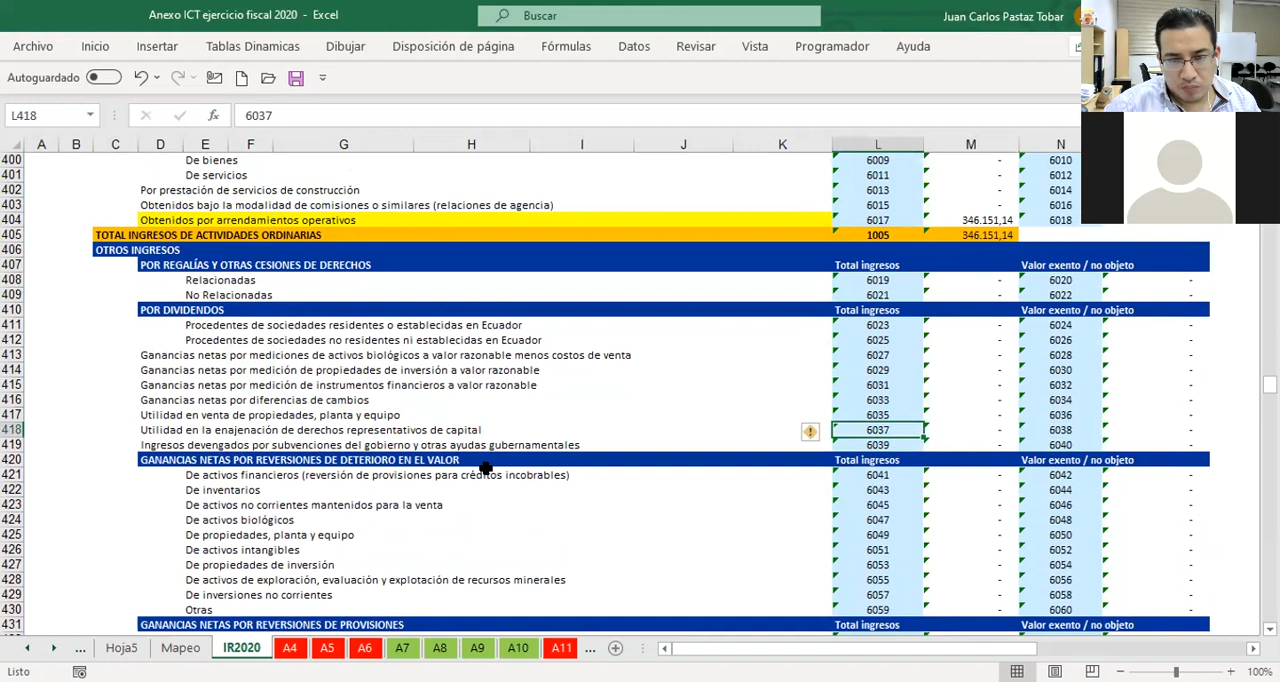 Anexo ICT ejercicio fiscal 2020 - Excel
Buscar
Juan Carlos Pastaz Tobar
Archivo Inicio Insertar Tablas Dinamicas Dibujar Disposición de página Fórmulas Datos Revisar Vista Programador Ayuda
Autoguardado
L418 fx 6037
A B C D E F G H I J K L M N
400 De bienes 6009 - 6010
401 De servicios 6011 - 6012
402 Por prestación de servicios de construcción 6013 - 6014
403 Obtenidos bajo la modalidad de comisiones o similares (relaciones de agencia) 6015 - 6016
404 Obtenidos por arrendamientos operativos 6017 346.151,14 6018
405 TOTAL INGRESOS DE ACTIVIDADES ORDINARIAS 1005 346.151,14
406 OTROS INGRESOS
407 POR REGALÍAS Y OTRAS CESIONES DE DERECHOS Total ingresos Valor exento / no objeto
408 Relacionadas 6019 - 6020 -
409 No Relacionadas 6021 - 6022 -
410 POR DIVIDENDOS Total ingresos Valor exento / no objeto
411 Procedentes de sociedades residentes o establecidas en Ecuador 6023 - 6024 -
412 Procedentes de sociedades no residentes ni establecidas en Ecuador 6025 - 6026 -
413 Ganancias netas por mediciones de activos biológicos a valor razonable menos costos de venta 6027 - 6028 -
414 Ganancias netas por medición de propiedades de inversión a valor razonable 6029 - 6030 -
415 Ganancias netas por medición de instrumentos financieros a valor razonable 6031 - 6032 -
416 Ganancias netas por diferencias de cambios 6033 - 6034 -
417 Utilidad en venta de propiedades, planta y equipo 6035 - 6036 -
418 Utilidad en la enajenación de derechos representativos de capital 6037 - 6038 -
419 Ingresos devengados por subvenciones del gobierno y otras ayudas gubernamentales 6039 - 6040 -
420 GANANCIAS NETAS POR REVERSIONES DE DETERIORO EN EL VALOR Total ingresos Valor exento / no objeto
421 De activos financieros (reversión de provisiones para créditos incobrables) 6041 - 6042 -
422 De inventarios 6043 - 6044 -
423 De activos no corrientes mantenidos para la venta 6045 - 6046 -
424 De activos biológicos 6047 - 6048 -
425 De propiedades, planta y equipo 6049 - 6050 -
426 De activos intangibles 6051 - 6052 -
427 De propiedades de inversión 6053 - 6054 -
428 De activos de exploración, evaluación y explotación de recursos minerales 6055 - 6056 -
429 De inversiones no corrientes 6057 - 6058 -
430 Otras 6059 - 6060 -
431 GANANCIAS NETAS POR REVERSIONES DE PROVISIONES Total ingresos Valor exento / no objeto
... Hoja5 Mapeo IR2020 A4 A5 A6 A7 A8 A9 A10 A11 ...
Listo 100%